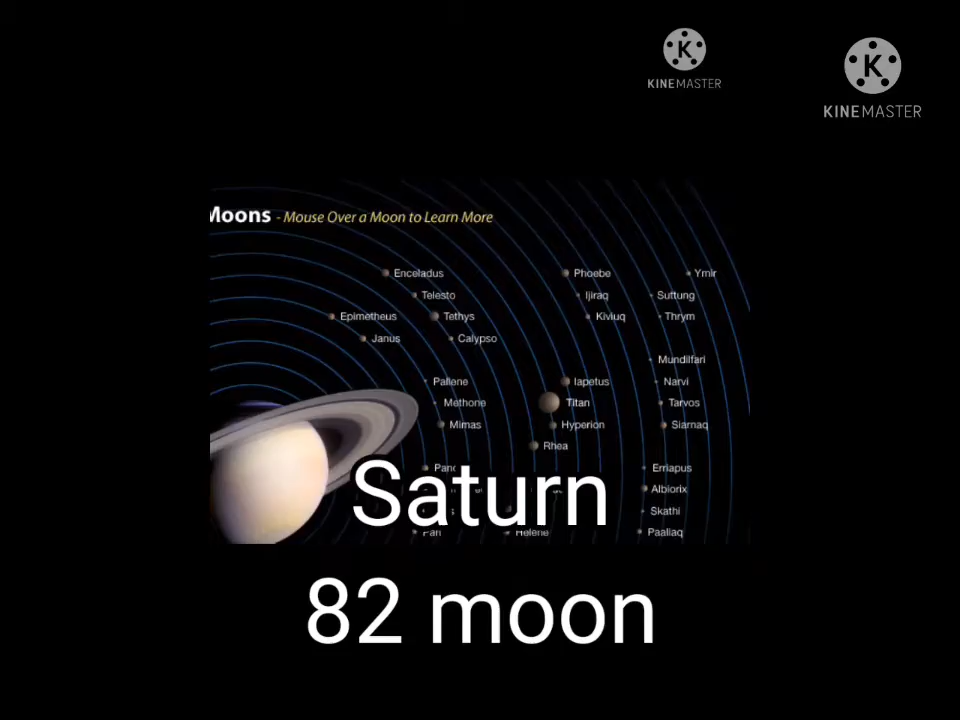 KINEMASTER
KINEMASTER
Moons - Mouse Over a Moon to Learn More
Enceladus
Phoebe
Ymir
Telesto
Ijiraq
Suttung
Epimetheus
Tethys
Kiviuq
Thrym
Janus
Calypso
Mundilfari
Pallene
Iapetus
Narvi
Methone
Titan
Tarvos
Mimas
Hyperion
Siarnaq
Rhea
Erriapus
Albiorix
Skathi
Pan
Helene
Paaliaq
Saturn
82 moon